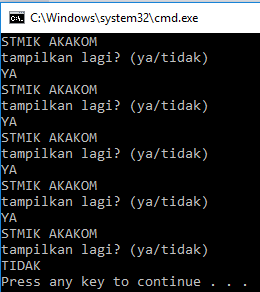 C:\Windows\system32\cmd.exe
STMIK AKAKOM
tampilkan lagi? (ya/tidak)
YA
STMIK AKAKOM
tampilkan lagi? (ya/tidak)
YA
STMIK AKAKOM
tampilkan lagi? (ya/tidak)
YA
STMIK AKAKOM
tampilkan lagi? (ya/tidak)
YA
STMIK AKAKOM
tampilkan lagi? (ya/tidak)
TIDAK
Press any key to continue . . .